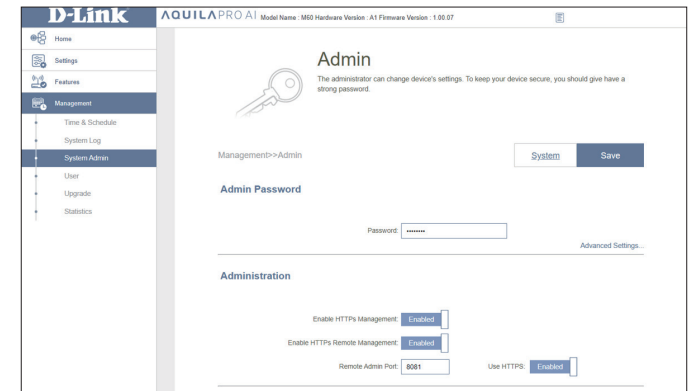 D-Link
AQUILA PRO AI Model Name : M60 Hardware Version : A1 Firmware Version : 1.00.07
Home
Settings
Features
Management
Time & Schedule
System Log
System Admin
User
Upgrade
Statistics
Admin
The administrator can change device's settings. To keep your device secure, you should give have a
strong password.
Management>>Admin
System
Save
Admin Password
Password: ••••••••
Advanced Settings...
Administration
Enable HTTPs Management: Enabled
Enable HTTPs Remote Management: Enabled
Remote Admin Port: 8081 Use HTTPS: Enabled